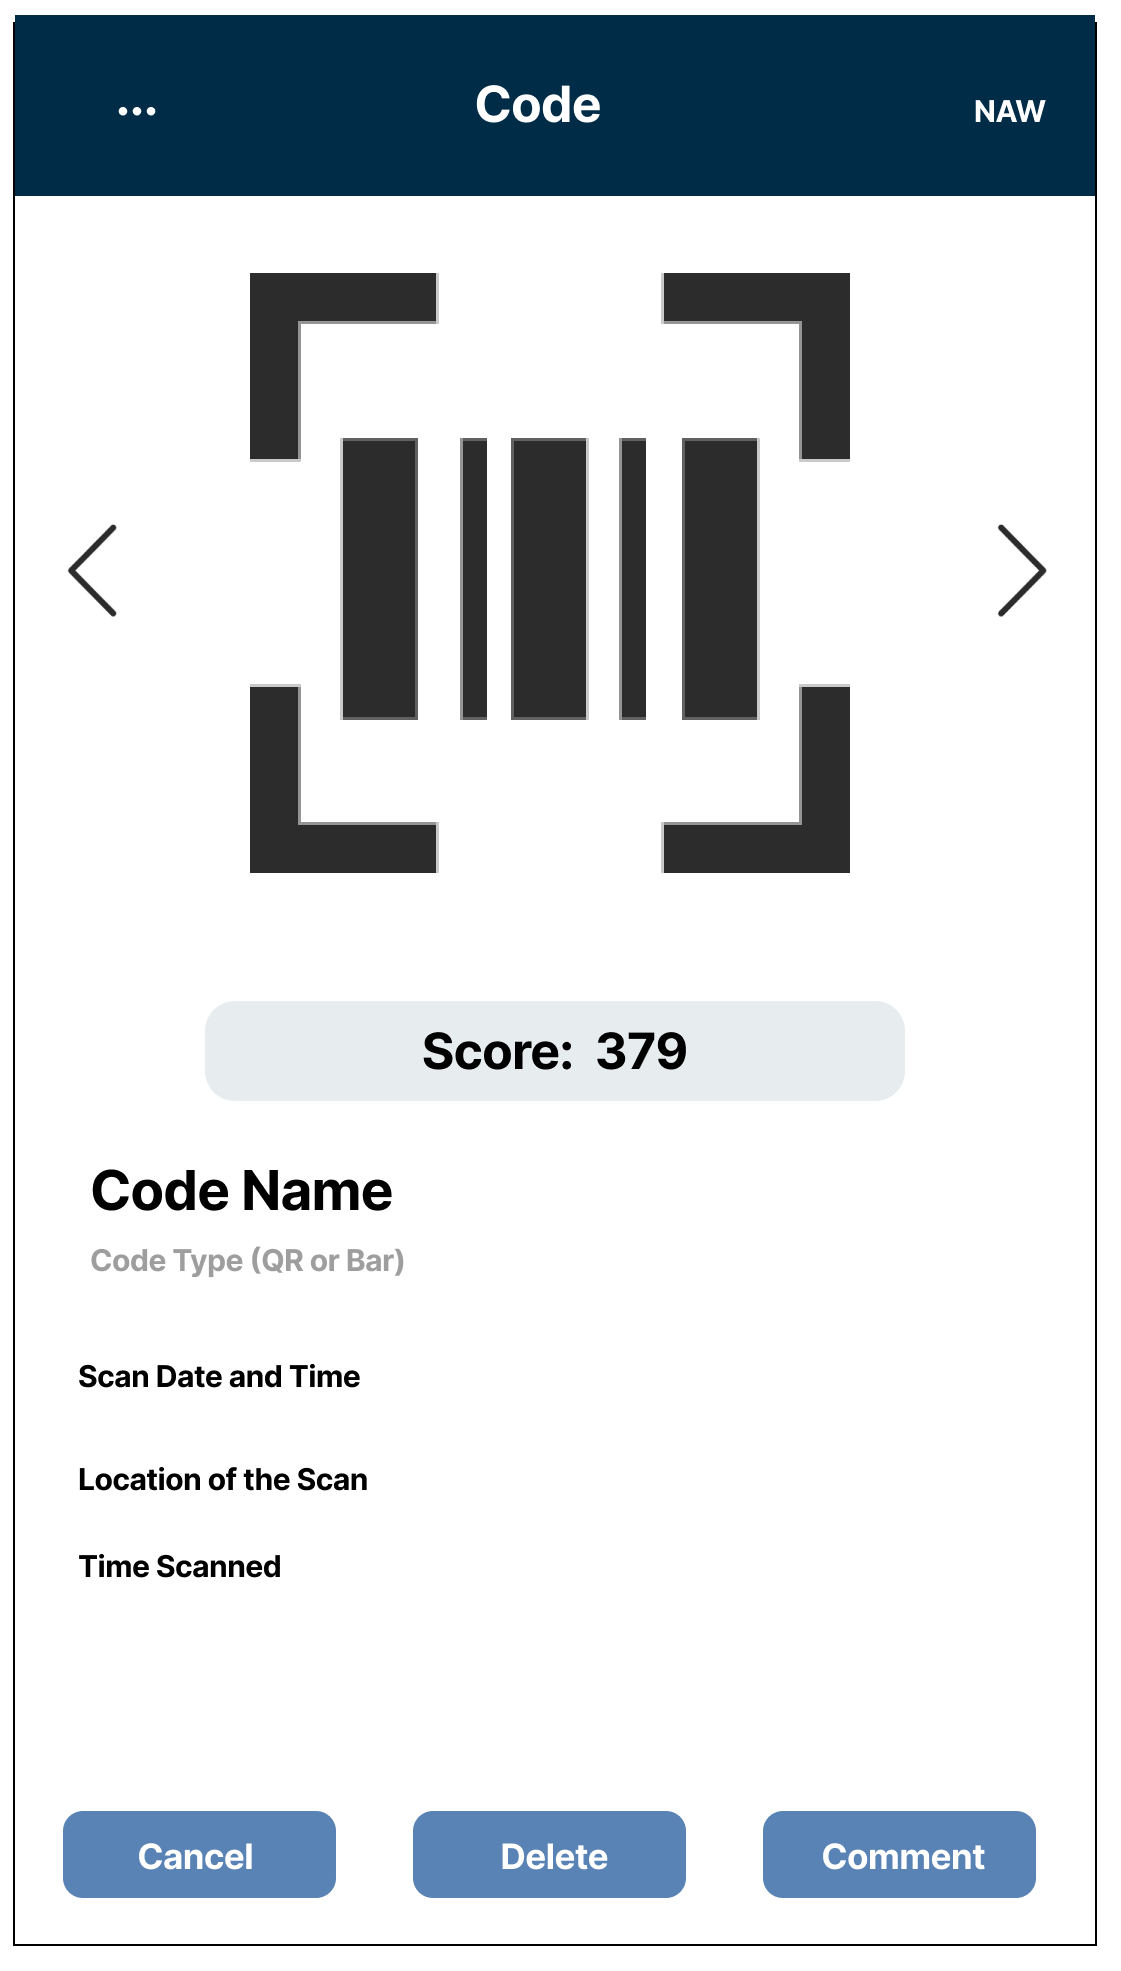 ... Code NAW
Score: 379
Code Name
Code Type (QR or Bar)
Scan Date and Time
Location of the Scan
Time Scanned
Cancel Delete Comment